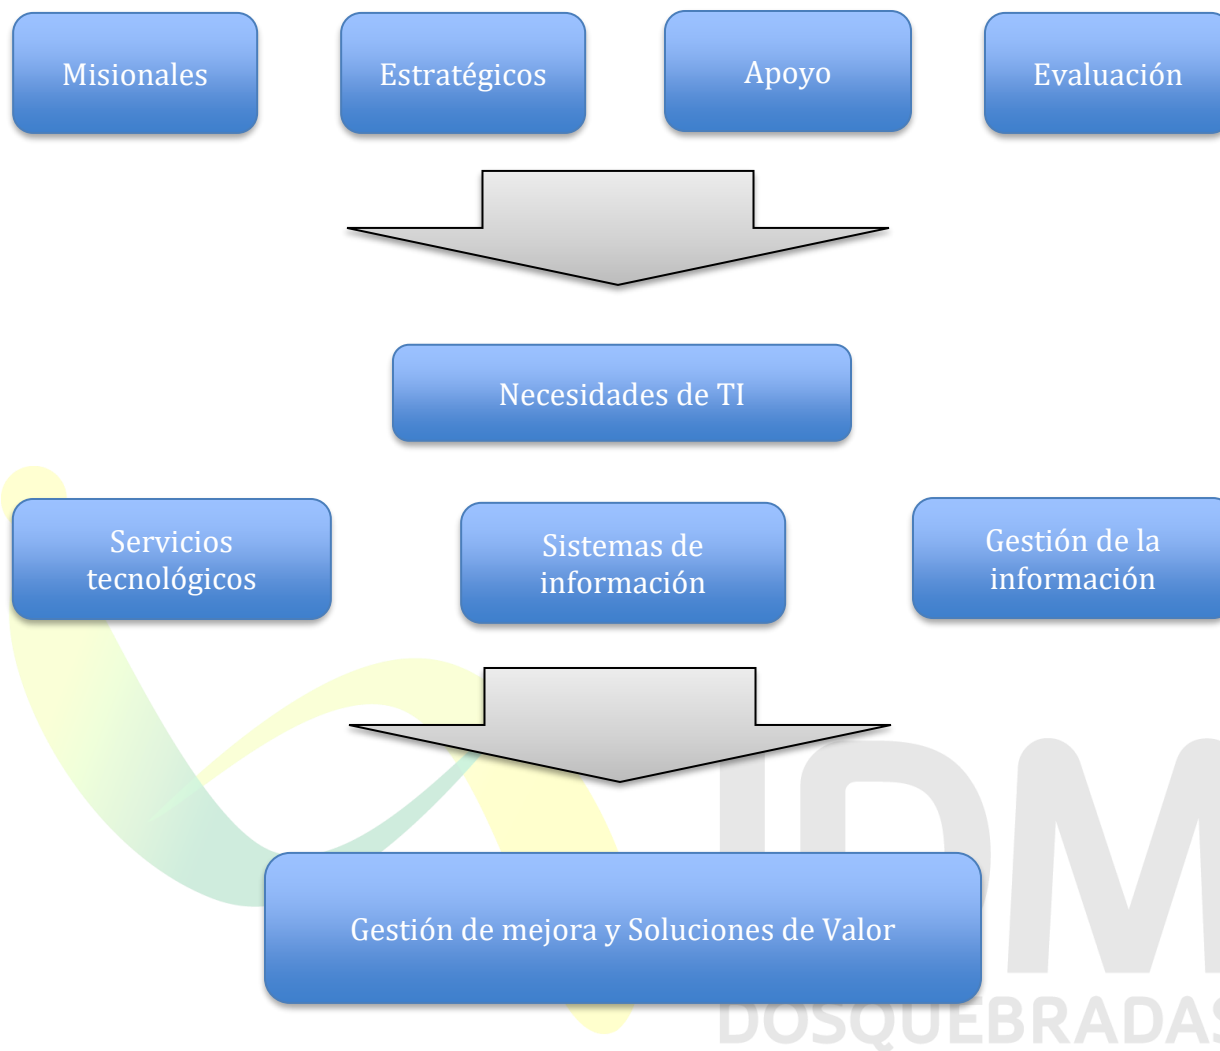 Misionales
Estratégicos
Apoyo
Evaluación
Necesidades de TI
Servicios
tecnológicos
Sistemas de
información
Gestión de la
información
Gestión de mejora y Soluciones de Valor
IDM
DOSQUEBRADAS